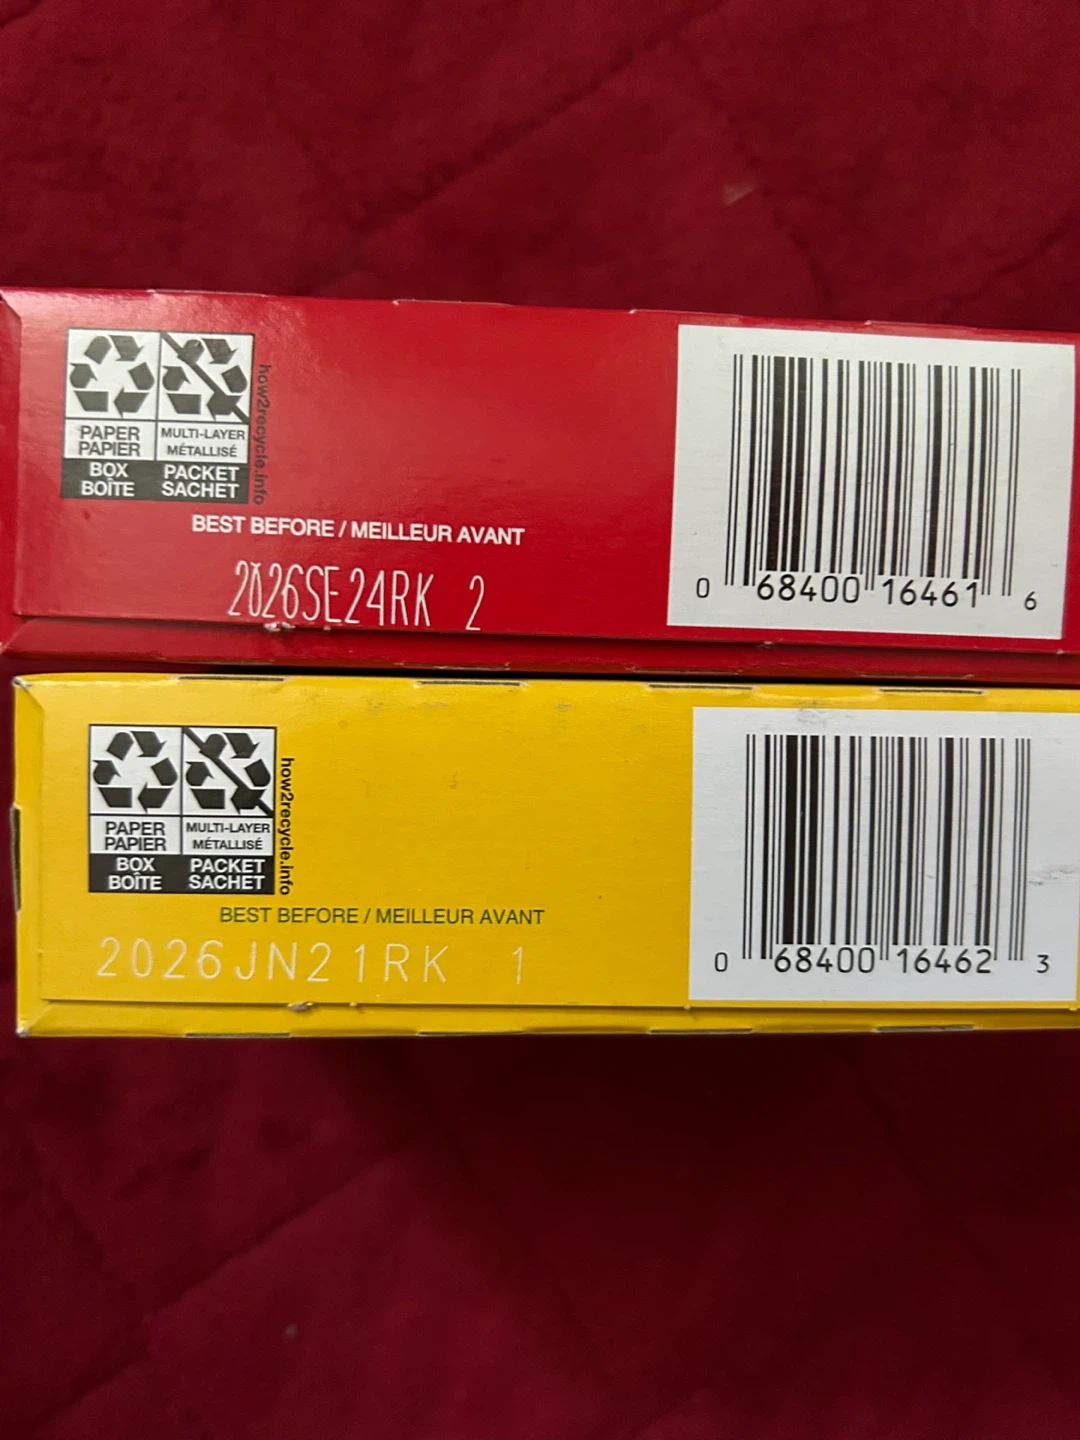 PAPER
PAPIER
BOX
BOÎTE
MULTI-LAYER
MÉTALLISÉ
PACKET
SACHET
how2recycle.info
BEST BEFORE / MEILLEUR AVANT
2026SE24RK 2
0 68400 16461 6
PAPER
PAPIER
BOX
BOÎTE
MULTI-LAYER
MÉTALLISÉ
PACKET
SACHET
how2recycle.info
BEST BEFORE / MEILLEUR AVANT
2026JN21RK 1
0 68400 16462 3